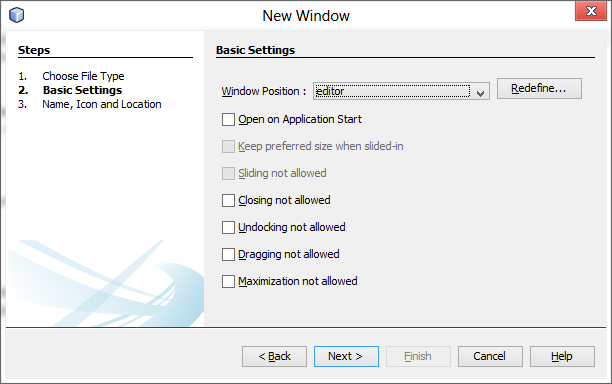 New Window
Steps
1. Choose File Type
2. Basic Settings
3. Name, Icon and Location
Basic Settings
Window Position : editor Redefine...
Open on Application Start
Keep preferred size when slided-in
Sliding not allowed
Closing not allowed
Undocking not allowed
Dragging not allowed
Maximization not allowed
< Back Next > Finish Cancel Help